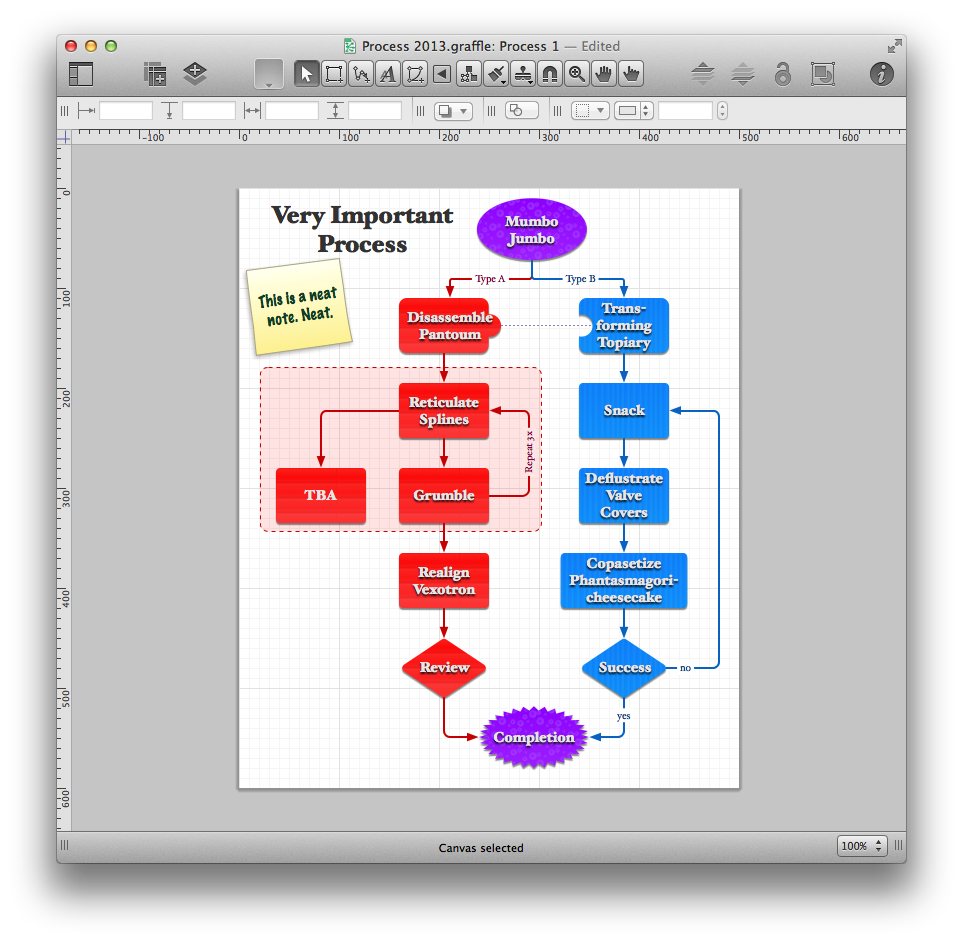 Process 2013.graffle: Process 1 — Edited
-100
0
100
200
300
400
500
600
0
100
200
300
400
500
600
Very Important
Process
Mumbo
Jumbo
Type A
Type B
This is a neat
note. Neat.
Disassemble
Pantoum
Trans-
forming
Topiary
Reticulate
Splines
Snack
Repeat 3x
TBA
Grumble
Deflustrate
Valve
Covers
Realign
Vexotron
Copasetize
Phantasmagori-
cheesecake
Review
Success
no
yes
Completion
Canvas selected
100%